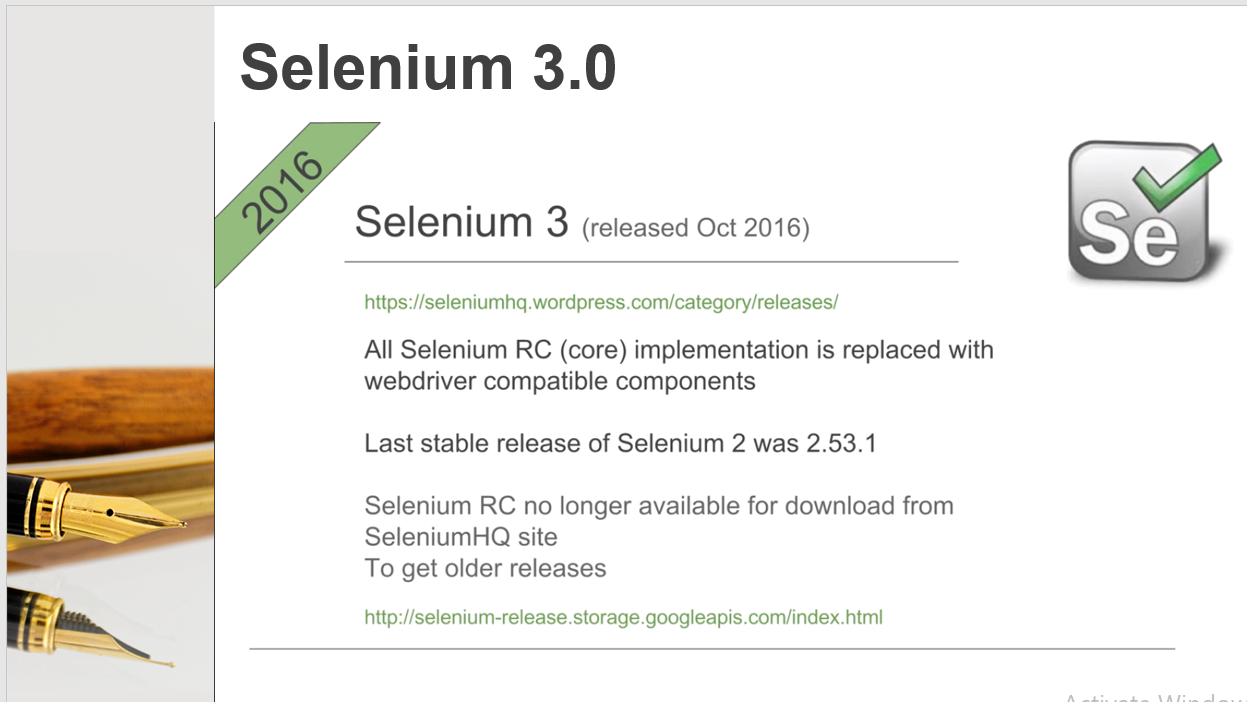 Selenium 3.0
2016
Selenium 3 (released Oct 2016)
Se
https://seleniumhq.wordpress.com/category/releases/
All Selenium RC (core) implementation is replaced with
webdriver compatible components
Last stable release of Selenium 2 was 2.53.1
Selenium RC no longer available for download from
SeleniumHQ site
To get older releases
http://selenium-release.storage.googleapis.com/index.html